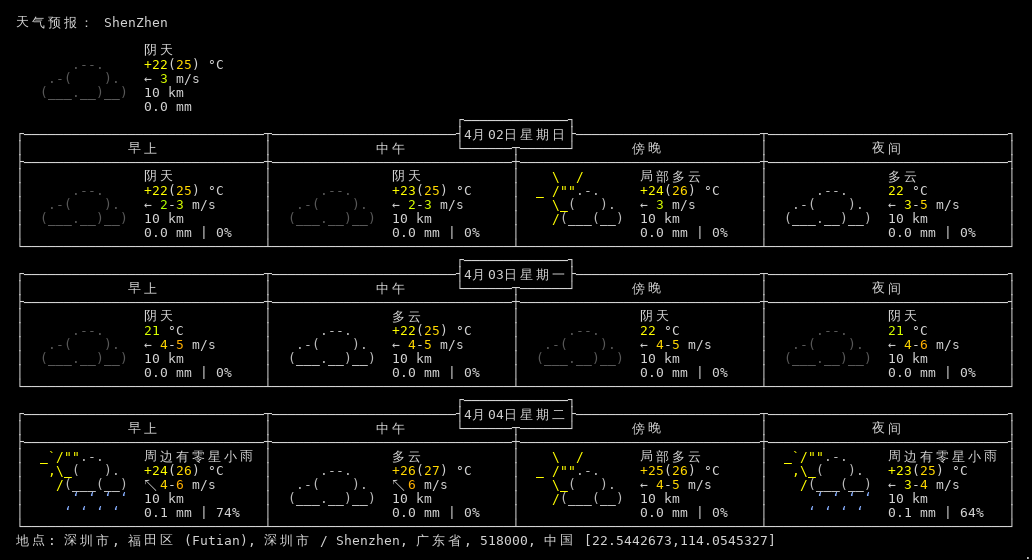 天气预报： ShenZhen
阴天
+22(25) °C
← 3 m/s
10 km
0.0 mm
4月02日星期日
早上 中午 傍晚 夜间
阴天 阴天 局部多云 多云
+22(25) °C +23(25) °C +24(26) °C 22 °C
← 2-3 m/s ← 2-3 m/s ← 3 m/s ← 3-5 m/s
10 km 10 km 10 km 10 km
0.0 mm | 0% 0.0 mm | 0% 0.0 mm | 0% 0.0 mm | 0%
4月03日星期一
早上 中午 傍晚 夜间
阴天 多云 阴天 阴天
21 °C +22(25) °C 22 °C 21 °C
← 4-5 m/s ← 4-5 m/s ← 4-5 m/s ← 4-6 m/s
10 km 10 km 10 km 10 km
0.0 mm | 0% 0.0 mm | 0% 0.0 mm | 0% 0.0 mm | 0%
4月04日星期二
早上 中午 傍晚 夜间
周边有零星小雨 多云 局部多云 周边有零星小雨
+24(26) °C +26(27) °C +25(26) °C +23(25) °C
↖ 4-6 m/s ↖ 6 m/s ← 4-5 m/s ← 3-4 m/s
10 km 10 km 10 km 10 km
0.1 mm | 74% 0.0 mm | 0% 0.0 mm | 0% 0.1 mm | 64%
地点: 深圳市, 福田区 (Futian), 深圳市 / Shenzhen, 广东省, 518000, 中国 [22.5442673,114.0545327]